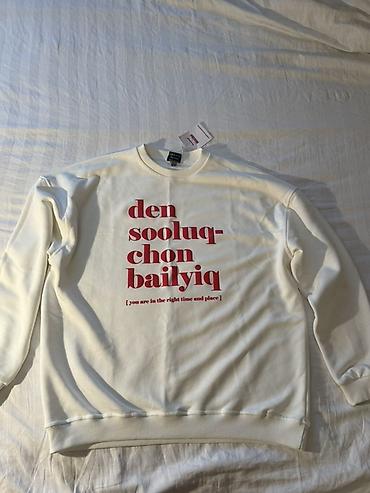 den
sooluq-
chon
bailyiq
[ you are in the right time and place ]